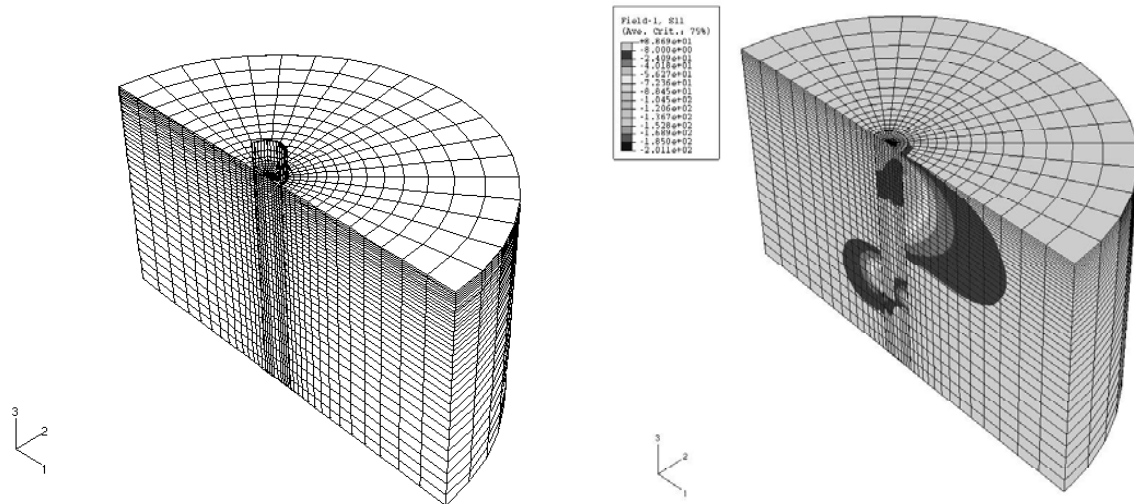 Field-1, S11
(Ave. Crit.: 75%)
+8.869e+01
-8.000e+00
-2.409e+01
-4.018e+01
-5.627e+01
-7.236e+01
-8.845e+01
-1.045e+02
-1.206e+02
-1.367e+02
-1.528e+02
-1.689e+02
-1.850e+02
-2.011e+02
3
2
1
3
2
1